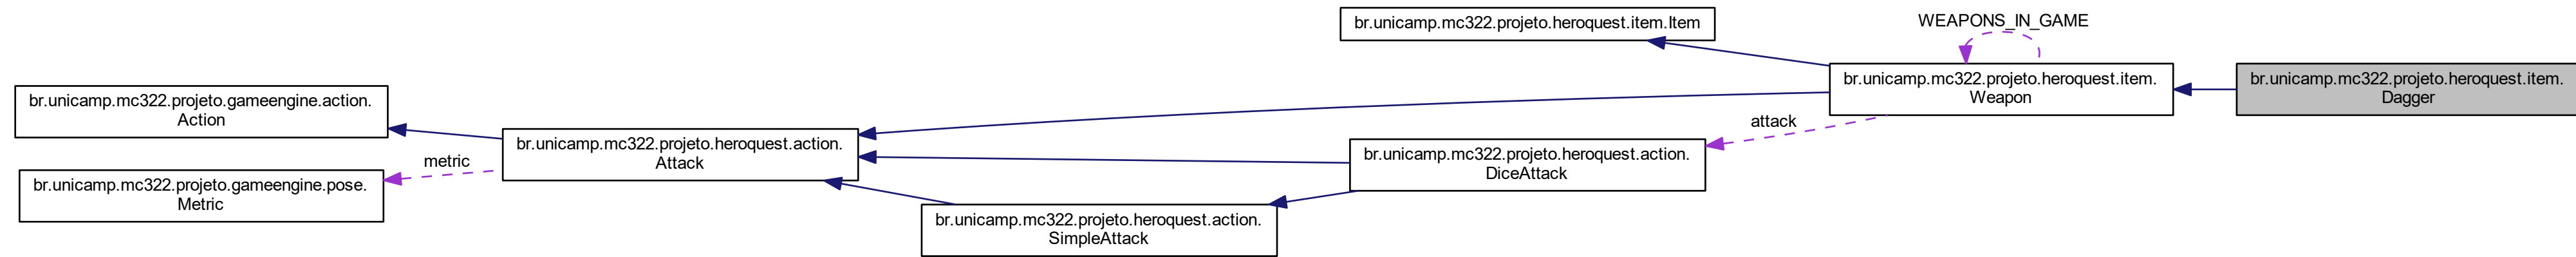 br.unicamp.mc322.projeto.gameengine.action.
Action
br.unicamp.mc322.projeto.gameengine.pose.
Metric
metric
br.unicamp.mc322.projeto.heroquest.action.
Attack
br.unicamp.mc322.projeto.heroquest.action.
SimpleAttack
br.unicamp.mc322.projeto.heroquest.item.Item
br.unicamp.mc322.projeto.heroquest.action.
DiceAttack
attack
WEAPONS_IN_GAME
br.unicamp.mc322.projeto.heroquest.item.
Weapon
br.unicamp.mc322.projeto.heroquest.item.
Dagger